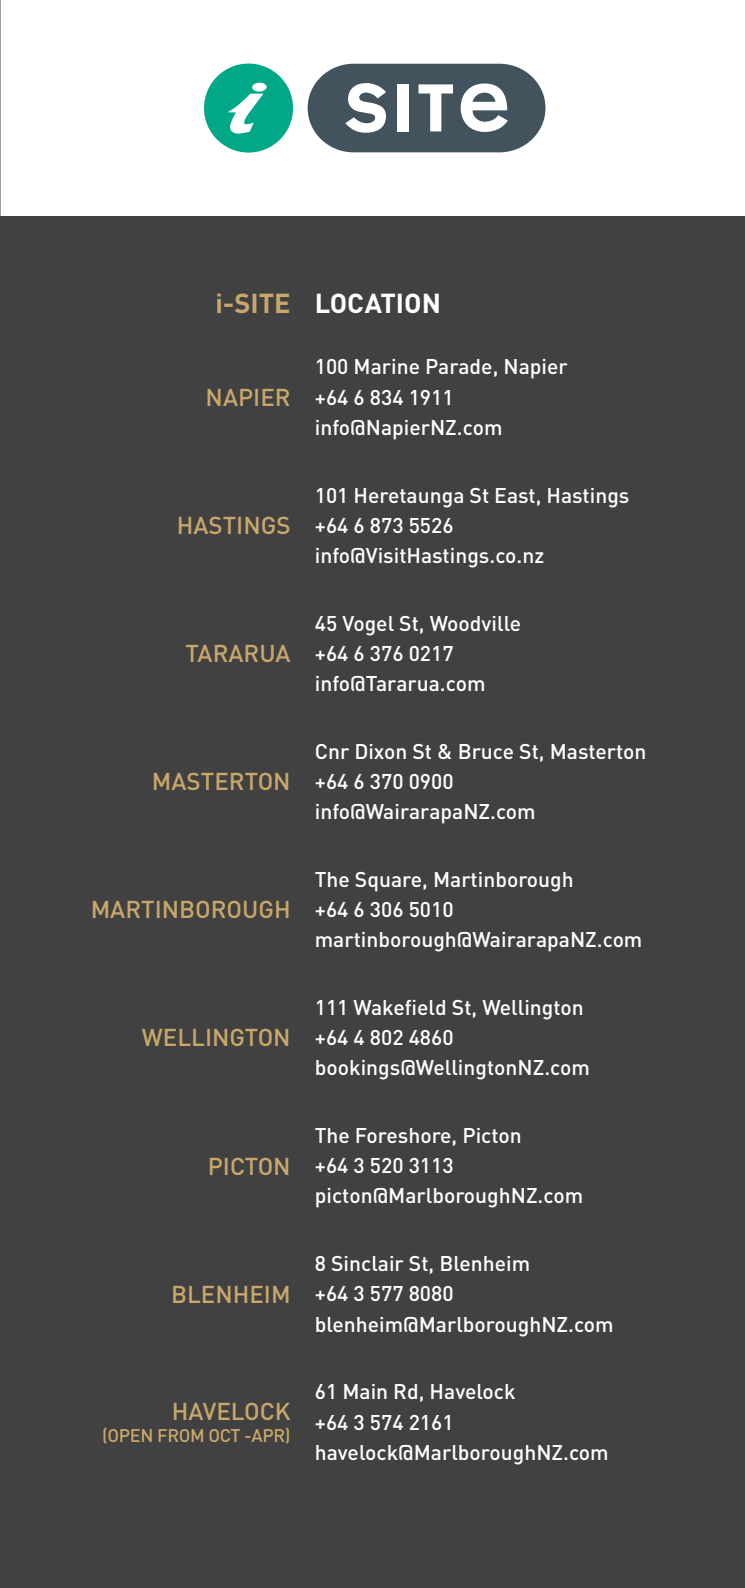 i SITE
i-SITE LOCATION
100 Marine Parade, Napier
NAPIER +64 6 834 1911
info@NapierNZ.com
101 Heretaunga St East, Hastings
HASTINGS +64 6 873 5526
info@VisitHastings.co.nz
45 Vogel St, Woodville
TARARUA +64 6 376 0217
info@Tararua.com
Cnr Dixon St & Bruce St, Masterton
MASTERTON +64 6 370 0900
info@WairarapaNZ.com
The Square, Martinborough
MARTINBOROUGH +64 6 306 5010
martinborough@WairarapaNZ.com
111 Wakefield St, Wellington
WELLINGTON +64 4 802 4860
bookings@WellingtonNZ.com
The Foreshore, Picton
PICTON +64 3 520 3113
picton@MarlboroughNZ.com
8 Sinclair St, Blenheim
BLENHEIM +64 3 577 8080
blenheim@MarlboroughNZ.com
61 Main Rd, Havelock
HAVELOCK +64 3 574 2161
(OPEN FROM OCT -APR) havelock@MarlboroughNZ.com